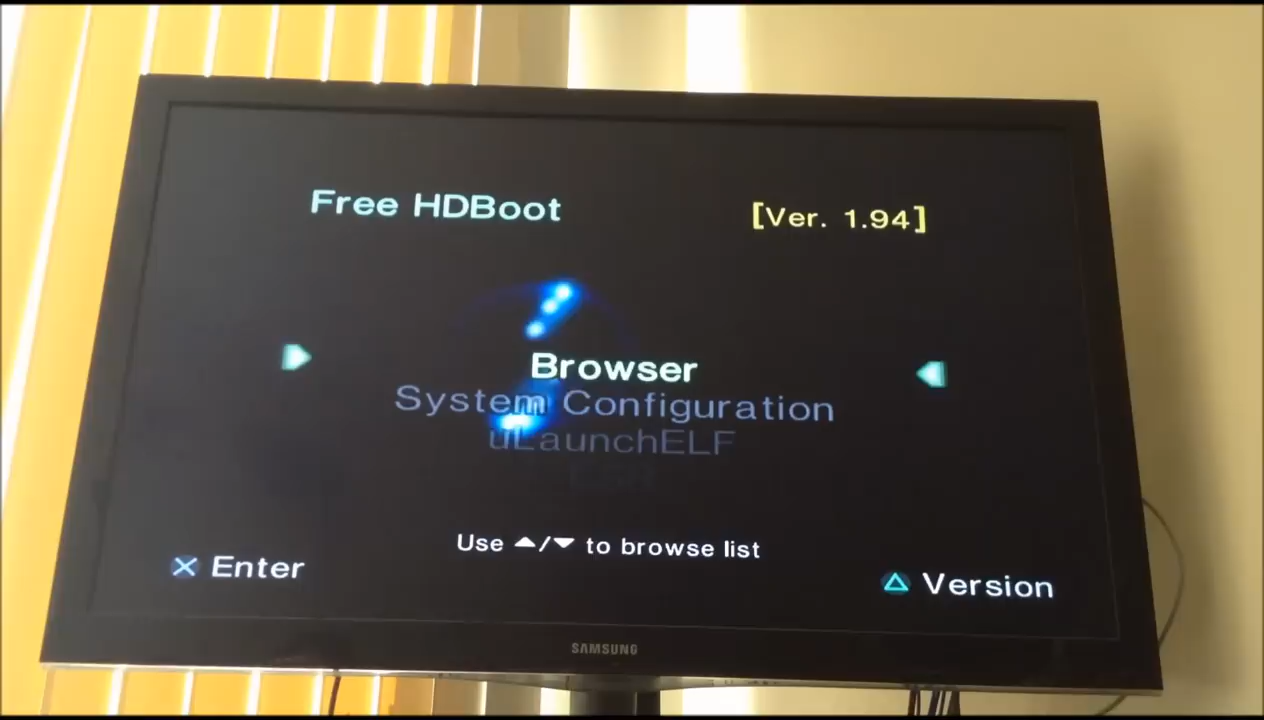 Free HDBoot
[Ver. 1.94]
Browser
System Configuration
uLaunchELF
Use ▲/▼ to browse list
Enter
Version
SAMSUNG